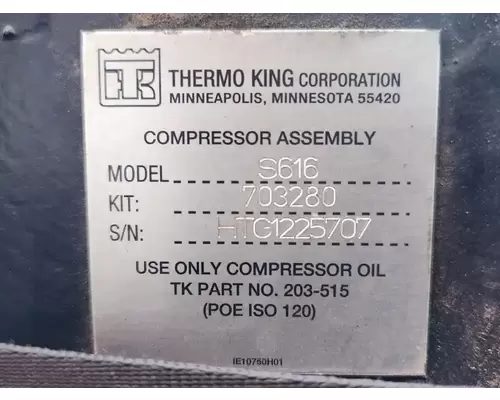 TK
THERMO KING CORPORATION
MINNEAPOLIS, MINNESOTA 55420
COMPRESSOR ASSEMBLY
MODEL S616
KIT: 703280
S/N: HTG1225707
USE ONLY COMPRESSOR OIL
TK PART NO. 203-515
(POE ISO 120)
IE10750H01